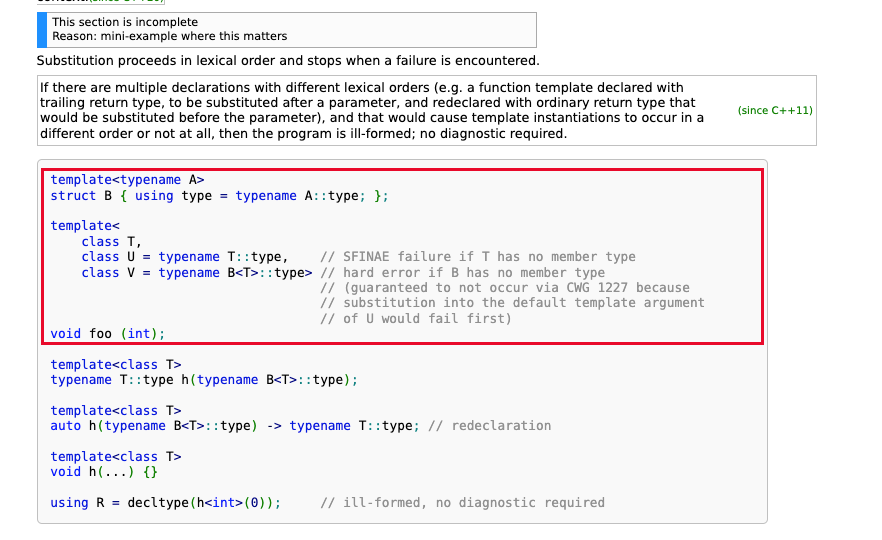 This section is incomplete
Reason: mini-example where this matters
Substitution proceeds in lexical order and stops when a failure is encountered.
If there are multiple declarations with different lexical orders (e.g. a function template declared with
trailing return type, to be substituted after a parameter, and redeclared with ordinary return type that
would be substituted before the parameter), and that would cause template instantiations to occur in a
different order or not at all, then the program is ill-formed; no diagnostic required.
(since C++11)
template<typename A>
struct B { using type = typename A::type; };
template<
    class T,
    class U = typename T::type,    // SFINAE failure if T has no member type
    class V = typename B<T>::type> // hard error if B has no member type
                                   // (guaranteed to not occur via CWG 1227 because
                                   // substitution into the default template argument
                                   // of U would fail first)
void foo (int);
template<class T>
typename T::type h(typename B<T>::type);
template<class T>
auto h(typename B<T>::type) -> typename T::type; // redeclaration
template<class T>
void h(...) {}
using R = decltype(h<int>(0));     // ill-formed, no diagnostic required